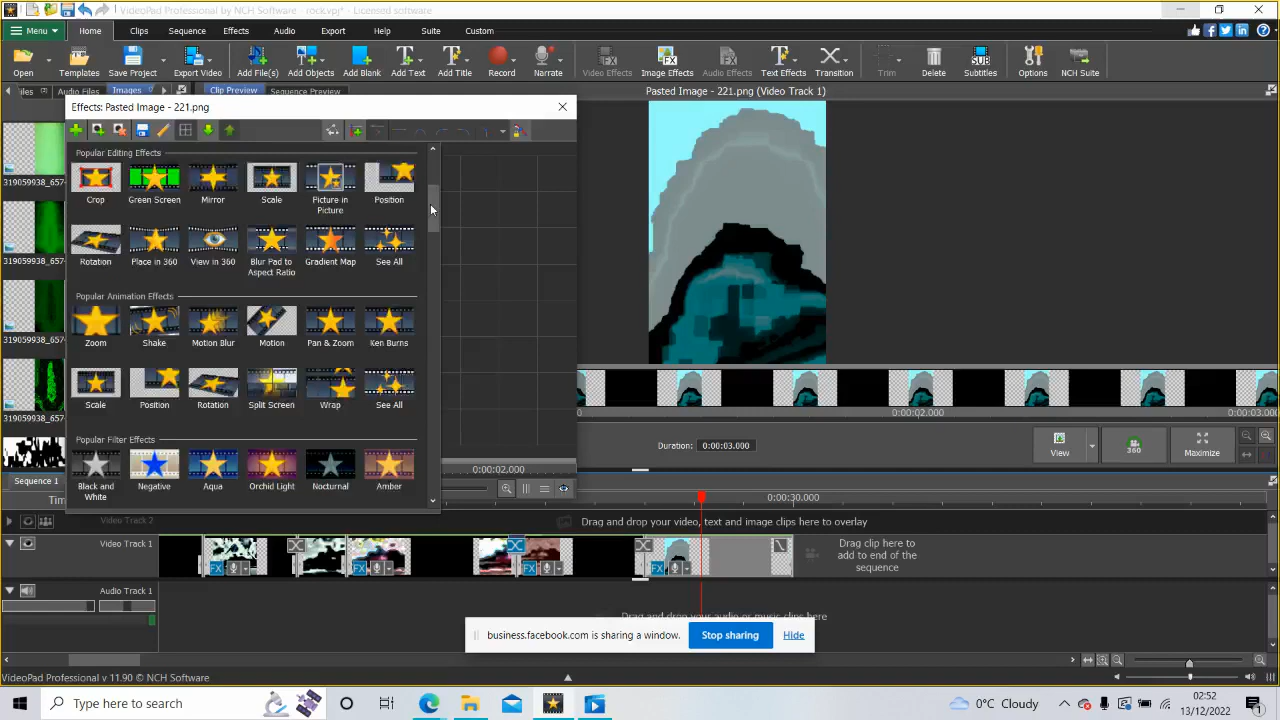 VideoPad Professional by NCH Software - rock.vpj* - Licensed software
Menu Home Clips Sequence Effects Audio Export Help Suite Custom
Open Templates Save Project Export Video Add File(s) Add Objects Add Blank Add Text Add Title Record Narrate Video Effects Image Effects Audio Effects Text Effects Transition Trim Delete SUB Subtitles Options NCH Suite
iles Audio Files Images Clip Preview Sequence Preview Pasted Image - 221.png (Video Track 1)
Effects: Pasted Image - 221.png
Popular Editing Effects
319059938_657
Crop Green Screen Mirror Scale Picture in Picture Position
319059938_657
Rotation Place in 360 View in 360 Blur Pad to Aspect Ratio Gradient Map See All
Popular Animation Effects
319059938_657
Zoom Shake Motion Blur Motion Pan & Zoom Ken Burns
Scale Position Rotation Split Screen Wrap See All
319059938_657
Popular Filter Effects
Black and White Negative Aqua Orchid Light Nocturnal Amber
0 0:00:02.000 0:00:03.000
Duration: 0:00:03.000 View 360 Maximize
0:00:02.000
Sequence 1
Tim 0:00:30.000
Video Track 2 Drag and drop your video, text and image clips here to overlay
Video Track 1 FX FX FX FX Drag clip here to add to end of the sequence
Audio Track 1 Drag and drop your audio or music clips here
business.facebook.com is sharing a window. Stop sharing Hide
VideoPad Professional v 11.90 © NCH Software
Type here to search 0°C Cloudy 02:52
13/12/2022 1